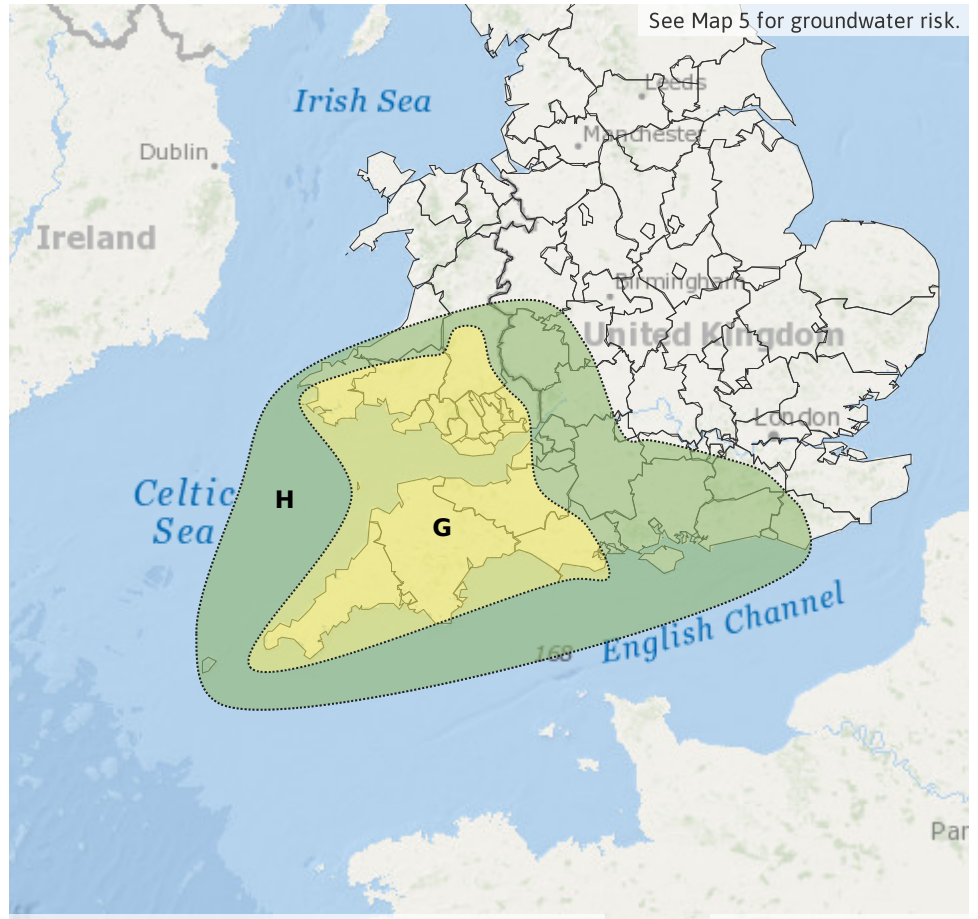 See Map 5 for groundwater risk.
Leeds
Irish Sea
Manchester
Dublin
Ireland
Birmingham
United Kingdom
London
Celtic
Sea
H
G
English Channel
168
Par